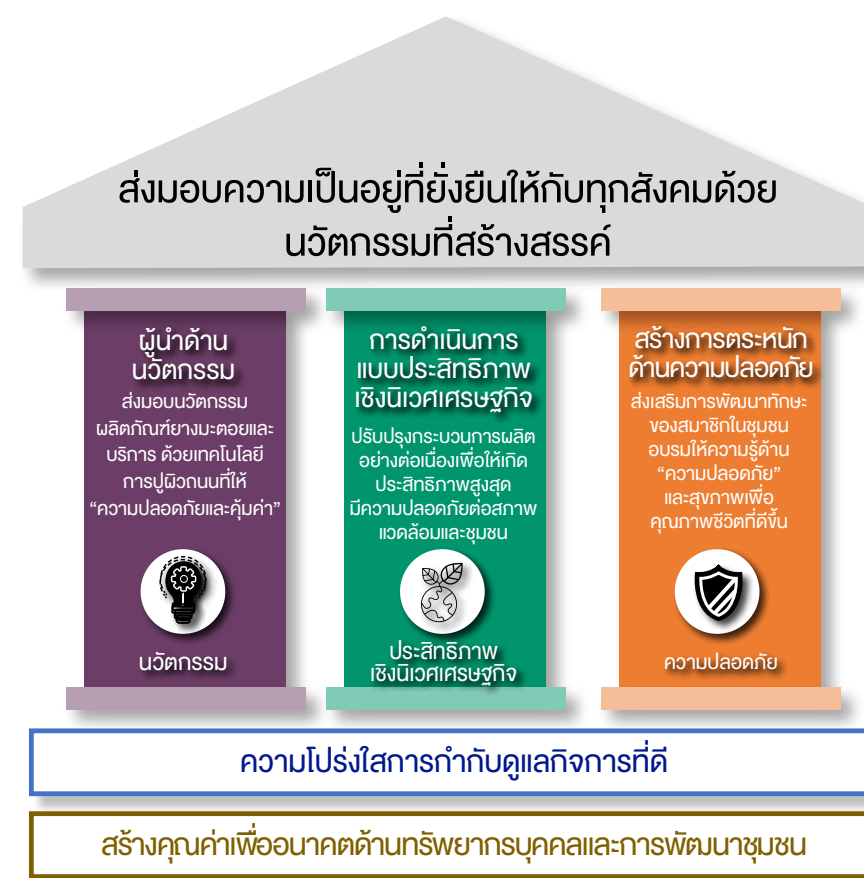 ส่งมอบความเป็นอยู่ที่ยั่งยืนให้กับทุกสังคมด้วย
นวัตกรรมที่สร้างสรรค์
ผู้นำด้าน
นวัตกรรม
ส่งมอบนวัตกรรม
ผลิตภัณฑ์ยางมะตอยและ
บริการ ด้วยเทคโนโลยี
การปูผิวถนนที่ให้
“ความปลอดภัยและคุ้มค่า”
นวัตกรรม
การดำเนินการ
แบบประสิทธิภาพ
เชิงนิเวศเศรษฐกิจ
ปรับปรุงกระบวนการผลิต
อย่างต่อเนื่องเพื่อให้เกิด
ประสิทธิภาพสูงสุด
มีความปลอดภัยต่อสภาพ
แวดล้อมและชุมชน
ประสิทธิภาพ
เชิงนิเวศเศรษฐกิจ
สร้างการตระหนัก
ด้านความปลอดภัย
ส่งเสริมการพัฒนาทักษะ
ของสมาชิกในชุมชน
อบรมให้ความรู้ด้าน
“ความปลอดภัย”
และสุขภาพเพื่อ
คุณภาพชีวิตที่ดีขึ้น
ความปลอดภัย
ความโปร่งใสการกำกับดูแลกิจการที่ดี
สร้างคุณค่าเพื่ออนาคตด้านทรัพยากรบุคคลและการพัฒนาชุมชน